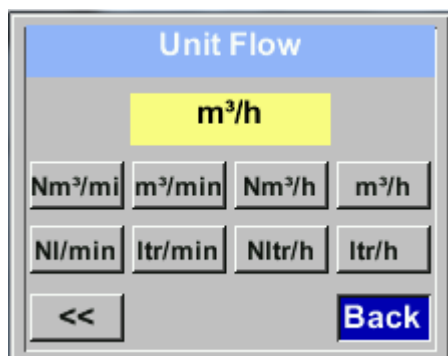 Unit Flow
m³/h
Nm³/mi m³/min Nm³/h m³/h
Nl/min ltr/min Nltr/h ltr/h
<< Back